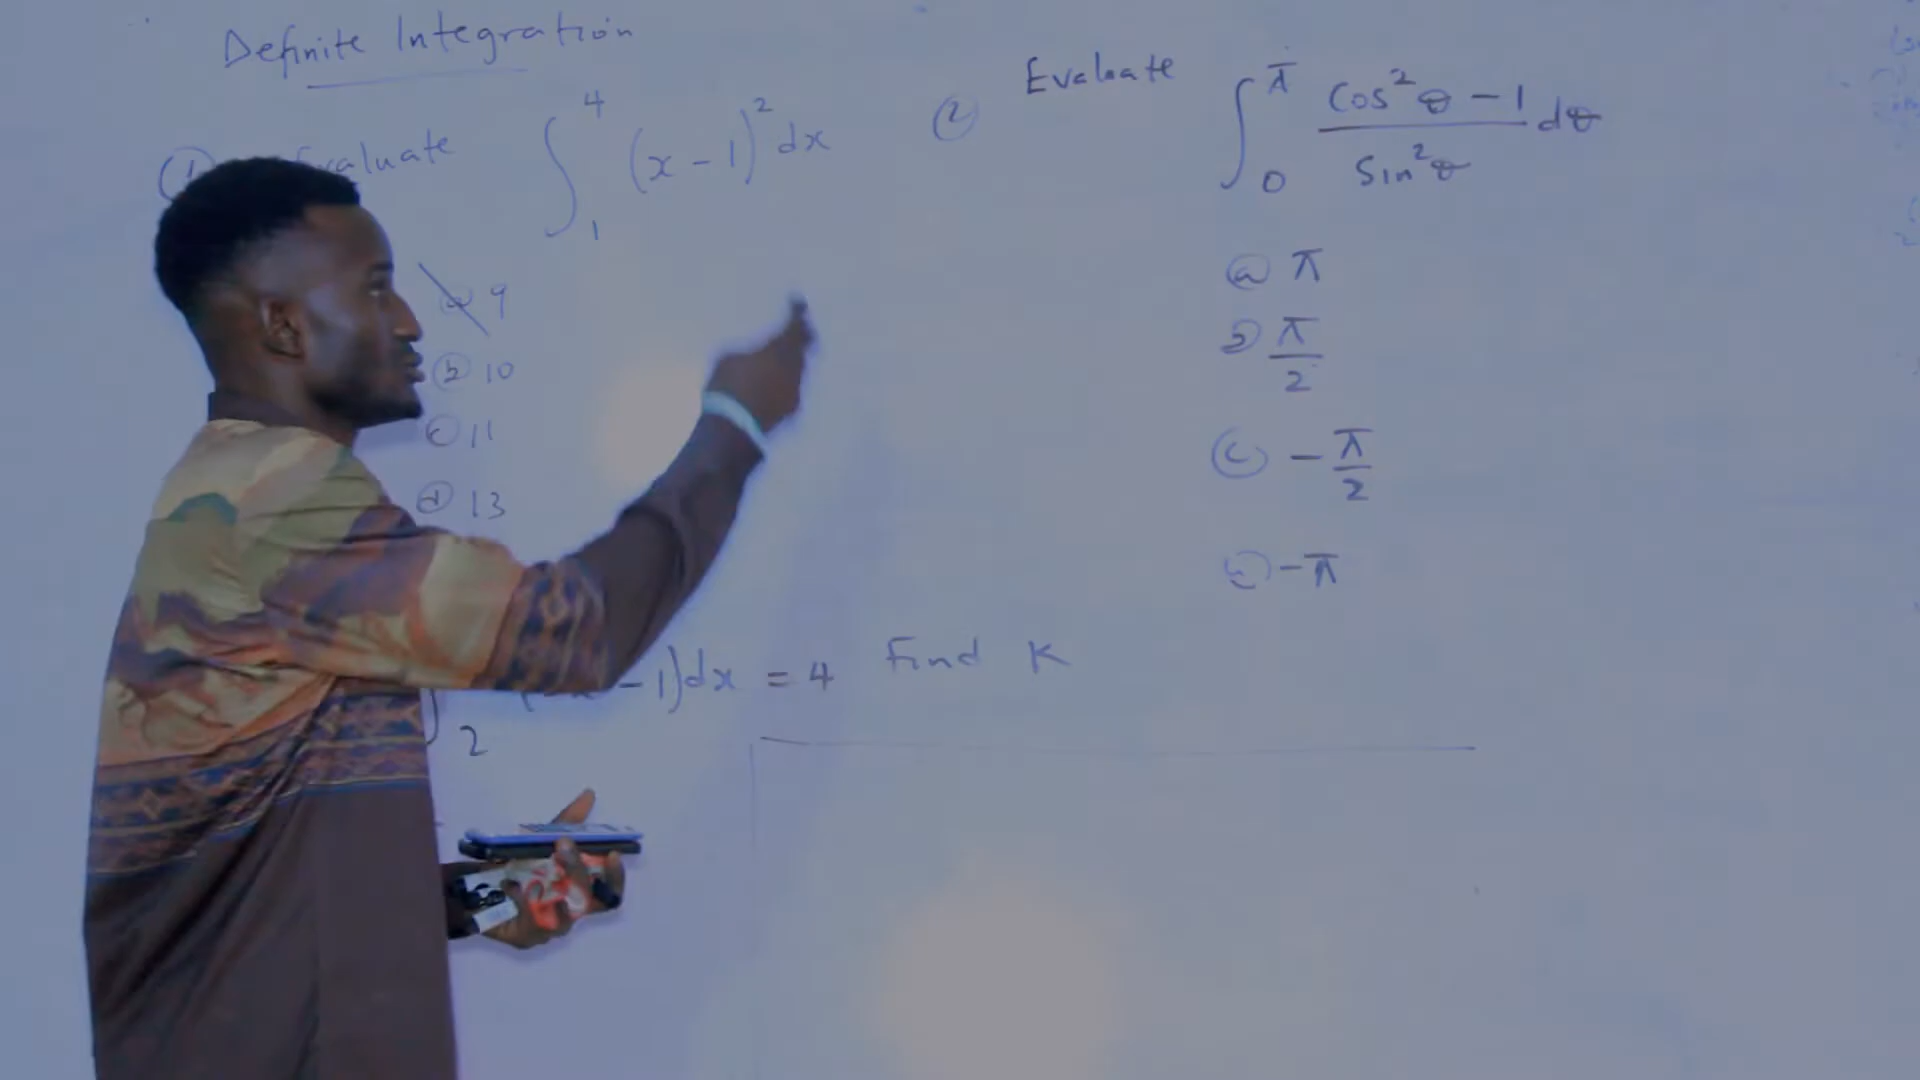 Definite Integration
① Evaluate ∫₁⁴ (x - 1)² dx
ⓐ 9
ⓑ 10
ⓒ 11
ⓓ 13
② Evaluate ∫₀^π (Cos²θ - 1)/(Sin²θ) dθ
ⓐ π
ⓑ π/2
ⓒ -π/2
-π
2 - 1)dx = 4 Find K